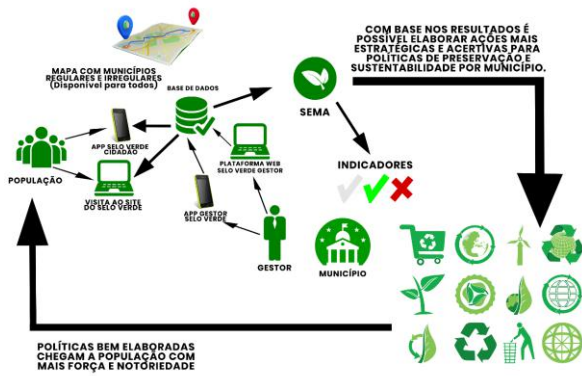 MAPA COM MUNICÍPIOS
REGULARES E IRREGULARES
(Disponível para todos)
COM BASE NOS RESULTADOS É
POSSÍVEL ELABORAR AÇÕES MAIS
ESTRATÉGICAS E ACERTIVAS PARA
POLÍTICAS DE PRESERVAÇÃO E
SUSTENTABILIDADE POR MUNICÍPIO.
BASE DE DADOS
SEMA
APP SELO VERDE
CIDADÃO
PLATAFORMA WEB
SELO VERDE GESTOR
INDICADORES
POPULAÇÃO
VISITA AO SITE
DO SELO VERDE
APP GESTOR
SELO VERDE
GESTOR
MUNICÍPIO
POLÍTICAS BEM ELABORADAS
CHEGAM A POPULAÇÃO COM
MAIS FORÇA E NOTORIEDADE